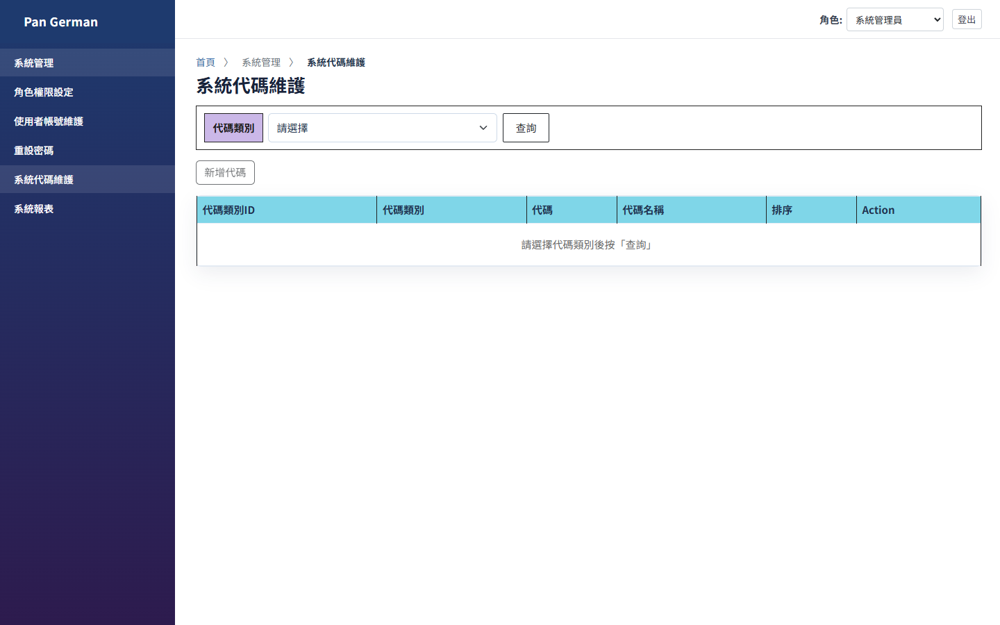 Pan German
角色: 系統管理員 登出
系統管理
角色權限設定
使用者帳號維護
重設密碼
系統代碼維護
系統報表
首頁 〉 系統管理 〉 系統代碼維護
系統代碼維護
代碼類別 請選擇 查詢
新增代碼
代碼類別ID 代碼類別 代碼 代碼名稱 排序 Action
請選擇代碼類別後按「查詢」